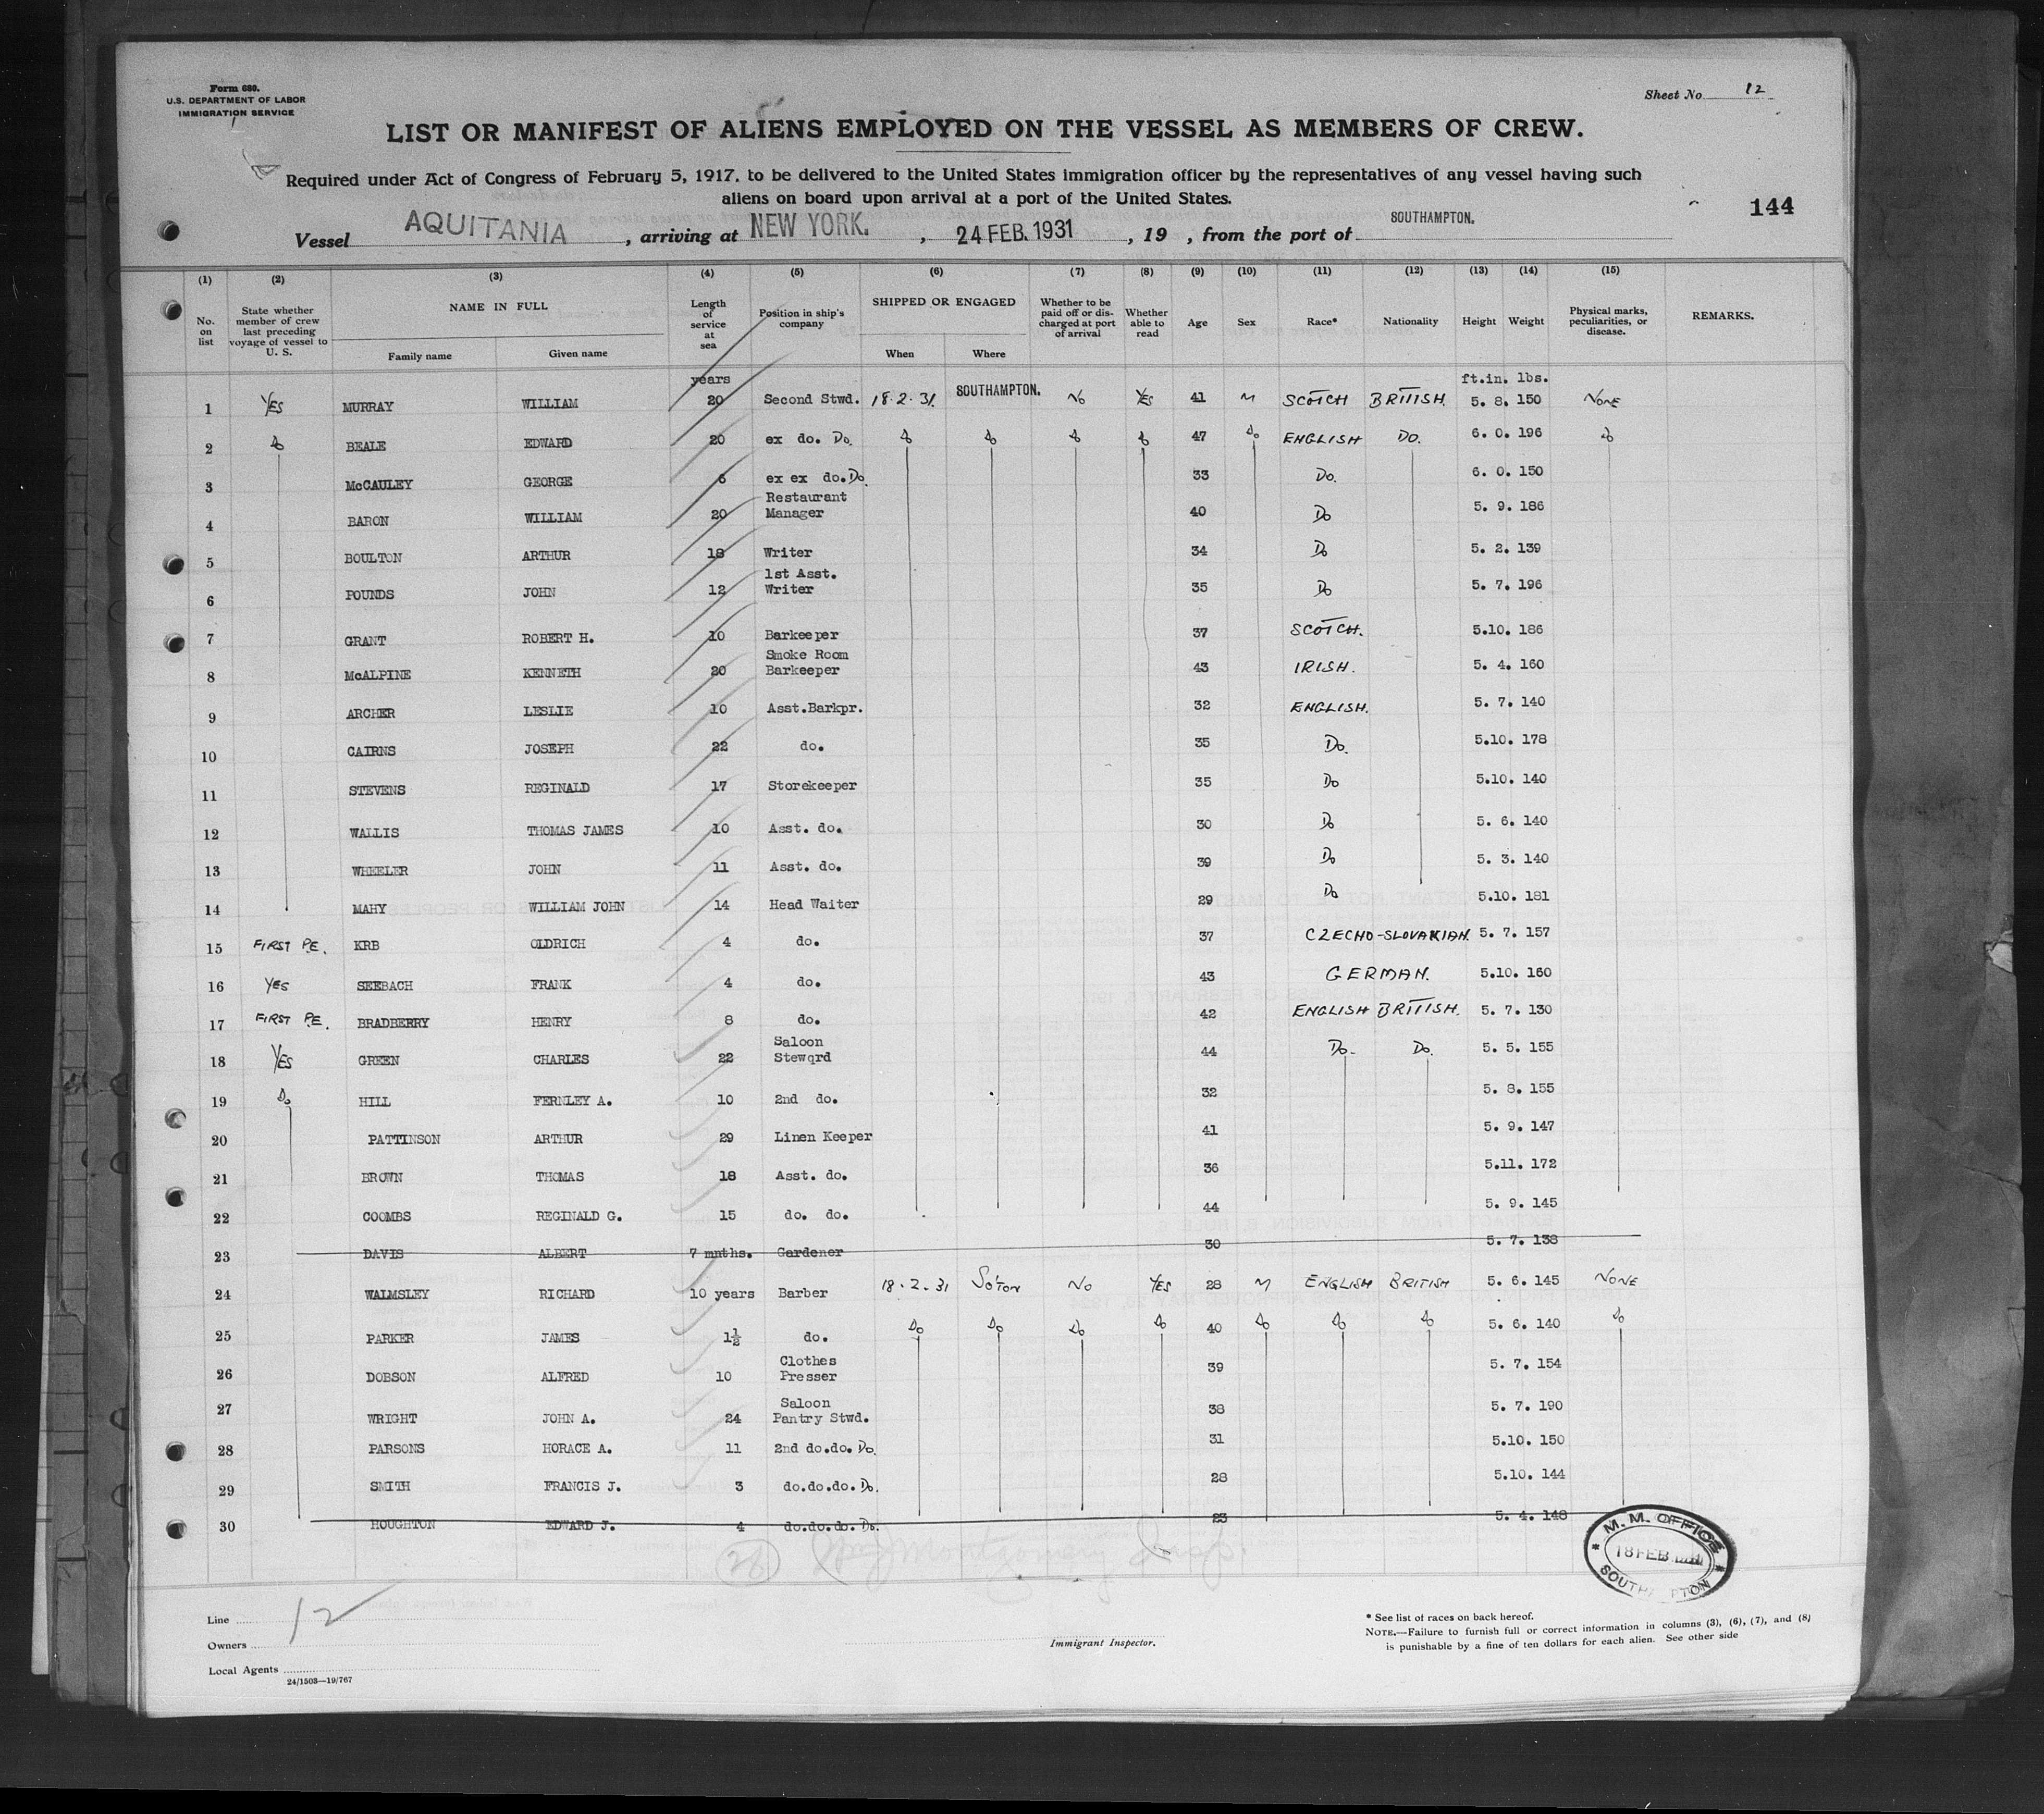 Form 680.
U.S. DEPARTMENT OF LABOR
IMMIGRATION SERVICE
Sheet No. 12
LIST OR MANIFEST OF ALIENS EMPLOYED ON THE VESSEL AS MEMBERS OF CREW.
Required under Act of Congress of February 5, 1917, to be delivered to the United States immigration officer by the representatives of any vessel having such
aliens on board upon arrival at a port of the United States.
144
Vessel AQUITANIA, arriving at NEW YORK. , 24 FEB. 1931 , 19 , from the port of SOUTHAMPTON.
(1) (2) (3) (4) (5) (6) (7) (8) (9) (10) (11) (12) (13) (14) (15)
No. on list State whether member of crew last preceding voyage of vessel to U. S. NAME IN FULL Family name Given name Length of service at sea Position in ship's company SHIPPED OR ENGAGED When Where Whether to be paid off or discharged at port of arrival Whether able to read Age Sex Race* Nationality Height Weight Physical marks, peculiarities, or disease. REMARKS.
years ft.in. lbs.
1 YES MURRAY WILLIAM 20 Second Stwd. 18.2.31. SOUTHAMPTON. No YES 41 M SCOTCH BRITISH. 5. 8. 150 NONE
2 Do BEALE EDWARD 20 ex do. Do. Do Do Do Do 47 Do ENGLISH DO. 6. 0. 196 Do
3 McCAULEY GEORGE 6 ex ex do. Do. 33 Do. 6. 0. 150
4 BARON WILLIAM 20 Restaurant Manager 40 Do 5. 9. 186
5 BOULTON ARTHUR 18 Writer 34 Do 5. 2. 139
6 POUNDS JOHN 12 1st Asst. Writer 35 Do 5. 7. 196
7 GRANT ROBERT H. 10 Barkeeper 37 SCOTCH. 5.10. 186
8 McALPINE KENNETH 20 Smoke Room Barkeeper 43 IRISH. 5. 4. 160
9 ARCHER LESLIE 10 Asst.Barkpr. 32 ENGLISH. 5. 7. 140
10 CAIRNS JOSEPH 22 do. 35 Do. 5.10. 178
11 STEVENS REGINALD 17 Storekeeper 35 Do 5.10. 140
12 WALLIS THOMAS JAMES 10 Asst. do. 30 Do 5. 6. 140
13 WHEELER JOHN 11 Asst. do. 39 Do 5. 3. 140
14 MAHY WILLIAM JOHN 14 Head Waiter 29 Do 5.10. 181
15 FIRST P.E. KRB OLDRICH 4 do. 37 CZECHO-SLOVAKIAN. 5. 7. 157
16 YES SEEBACH FRANK 4 do. 43 GERMAN. 5.10. 160
17 FIRST P.E. BRADBERRY HENRY 8 do. 42 ENGLISH BRITISH. 5. 7. 130
18 YES GREEN CHARLES 22 Saloon Stewqrd 44 Do. Do. 5. 5. 155
19 Do HILL FERNLEY A. 10 2nd do. 32 5. 8. 155
20 PATTINSON ARTHUR 29 Linen Keeper 41 5. 9. 147
21 BROWN THOMAS 18 Asst. do. 36 5.11. 172
22 COOMBS REGINALD G. 15 do. do. 44 5. 9. 145
23 DAVIS ALBERT 7 mnths. Gardener 30 5. 7. 138
24 WALMSLEY RICHARD 10 years Barber 18.2.31 So'TON NO YES 28 M ENGLISH BRITISH 5. 6. 145 NONE
25 PARKER JAMES 1½ do. Do Do Do Do 40 Do Do Do 5. 6. 140 Do
26 DOBSON ALFRED 10 Clothes Presser 39 5. 7. 154
27 WRIGHT JOHN A. 24 Saloon Pantry Stwd. 38 5. 7. 190
28 PARSONS HORACE A. 11 2nd do.do. Do. 31 5.10. 150
29 SMITH FRANCIS J. 3 do.do.do. Do. 28 5.10. 144
30 HOUGHTON EDWARD J. 4 do.do.do. Do. 23 5. 4. 148
M. M. OFFICE
18 FEB
26
Line
12
Owners
Local Agents
24/1503—19/767
Immigrant Inspector.
* See list of races on back hereof.
NOTE.—Failure to furnish full or correct information in columns (3), (6), (7), and (8)
is punishable by a fine of ten dollars for each alien. See other side